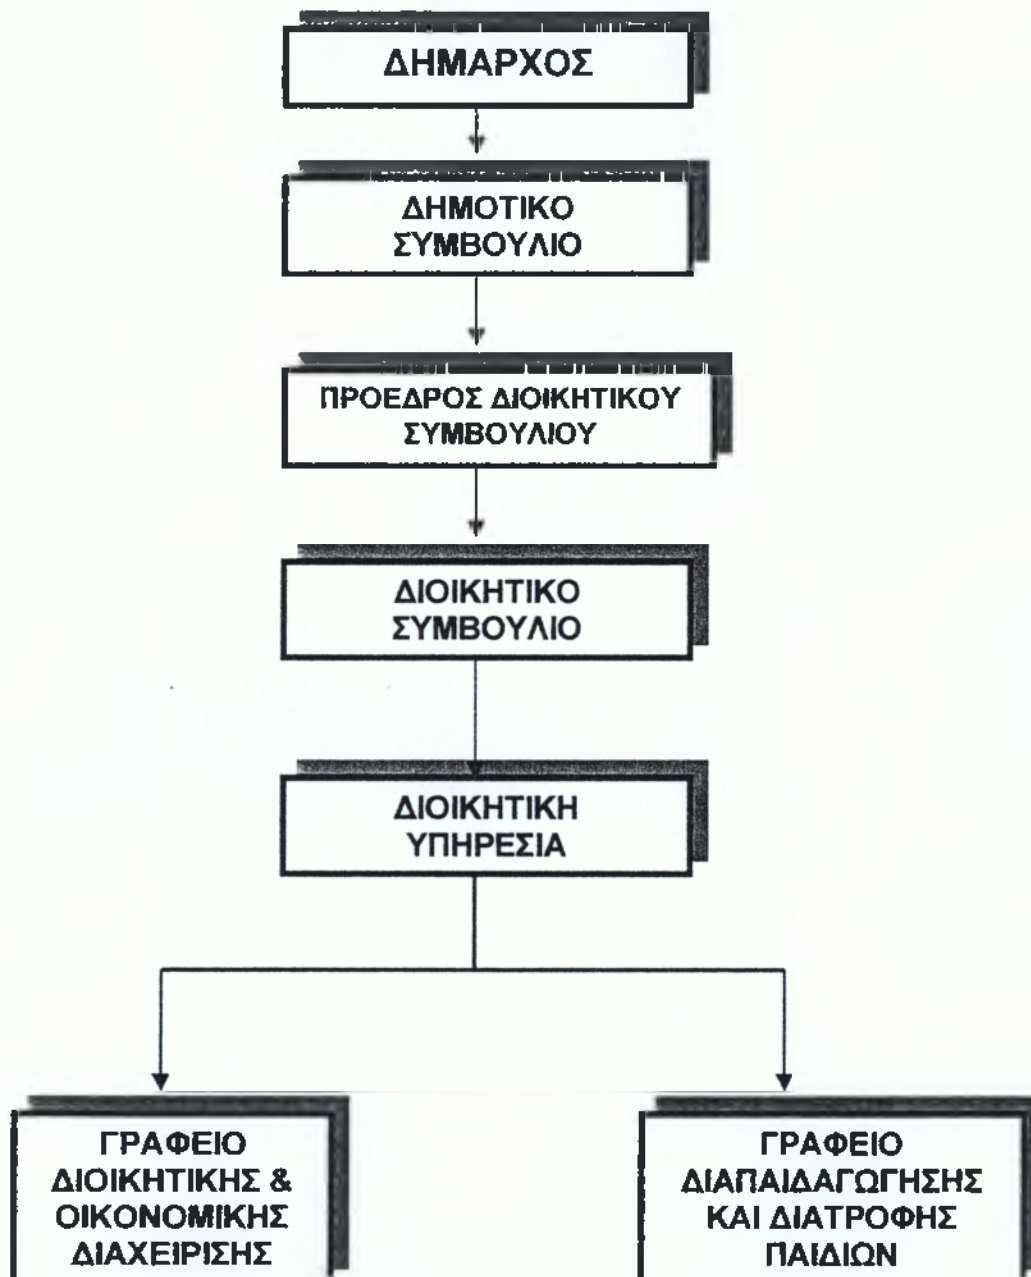 ΔΗΜΑΡΧΟΣ
ΔΗΜΟΤΙΚΟ
ΣΥΜΒΟΥΛΙΟ
ΠΡΟΕΔΡΟΣ ΔΙΟΙΚΗΤΙΚΟΥ
ΣΥΜΒΟΥΛΙΟΥ
ΔΙΟΙΚΗΤΙΚΟ
ΣΥΜΒΟΥΛΙΟ
ΔΙΟΙΚΗΤΙΚΗ
ΥΠΗΡΕΣΙΑ
ΓΡΑΦΕΙΟ
ΔΙΟΙΚΗΤΙΚΗΣ &
ΟΙΚΟΝΟΜΙΚΗΣ
ΔΙΑΧΕΙΡΙΣΗΣ
ΓΡΑΦΕΙΟ
ΔΙΑΠΑΙΔΑΓΩΓΗΣΗΣ
ΚΑΙ ΔΙΑΤΡΟΦΗΣ
ΠΑΙΔΙΩΝ